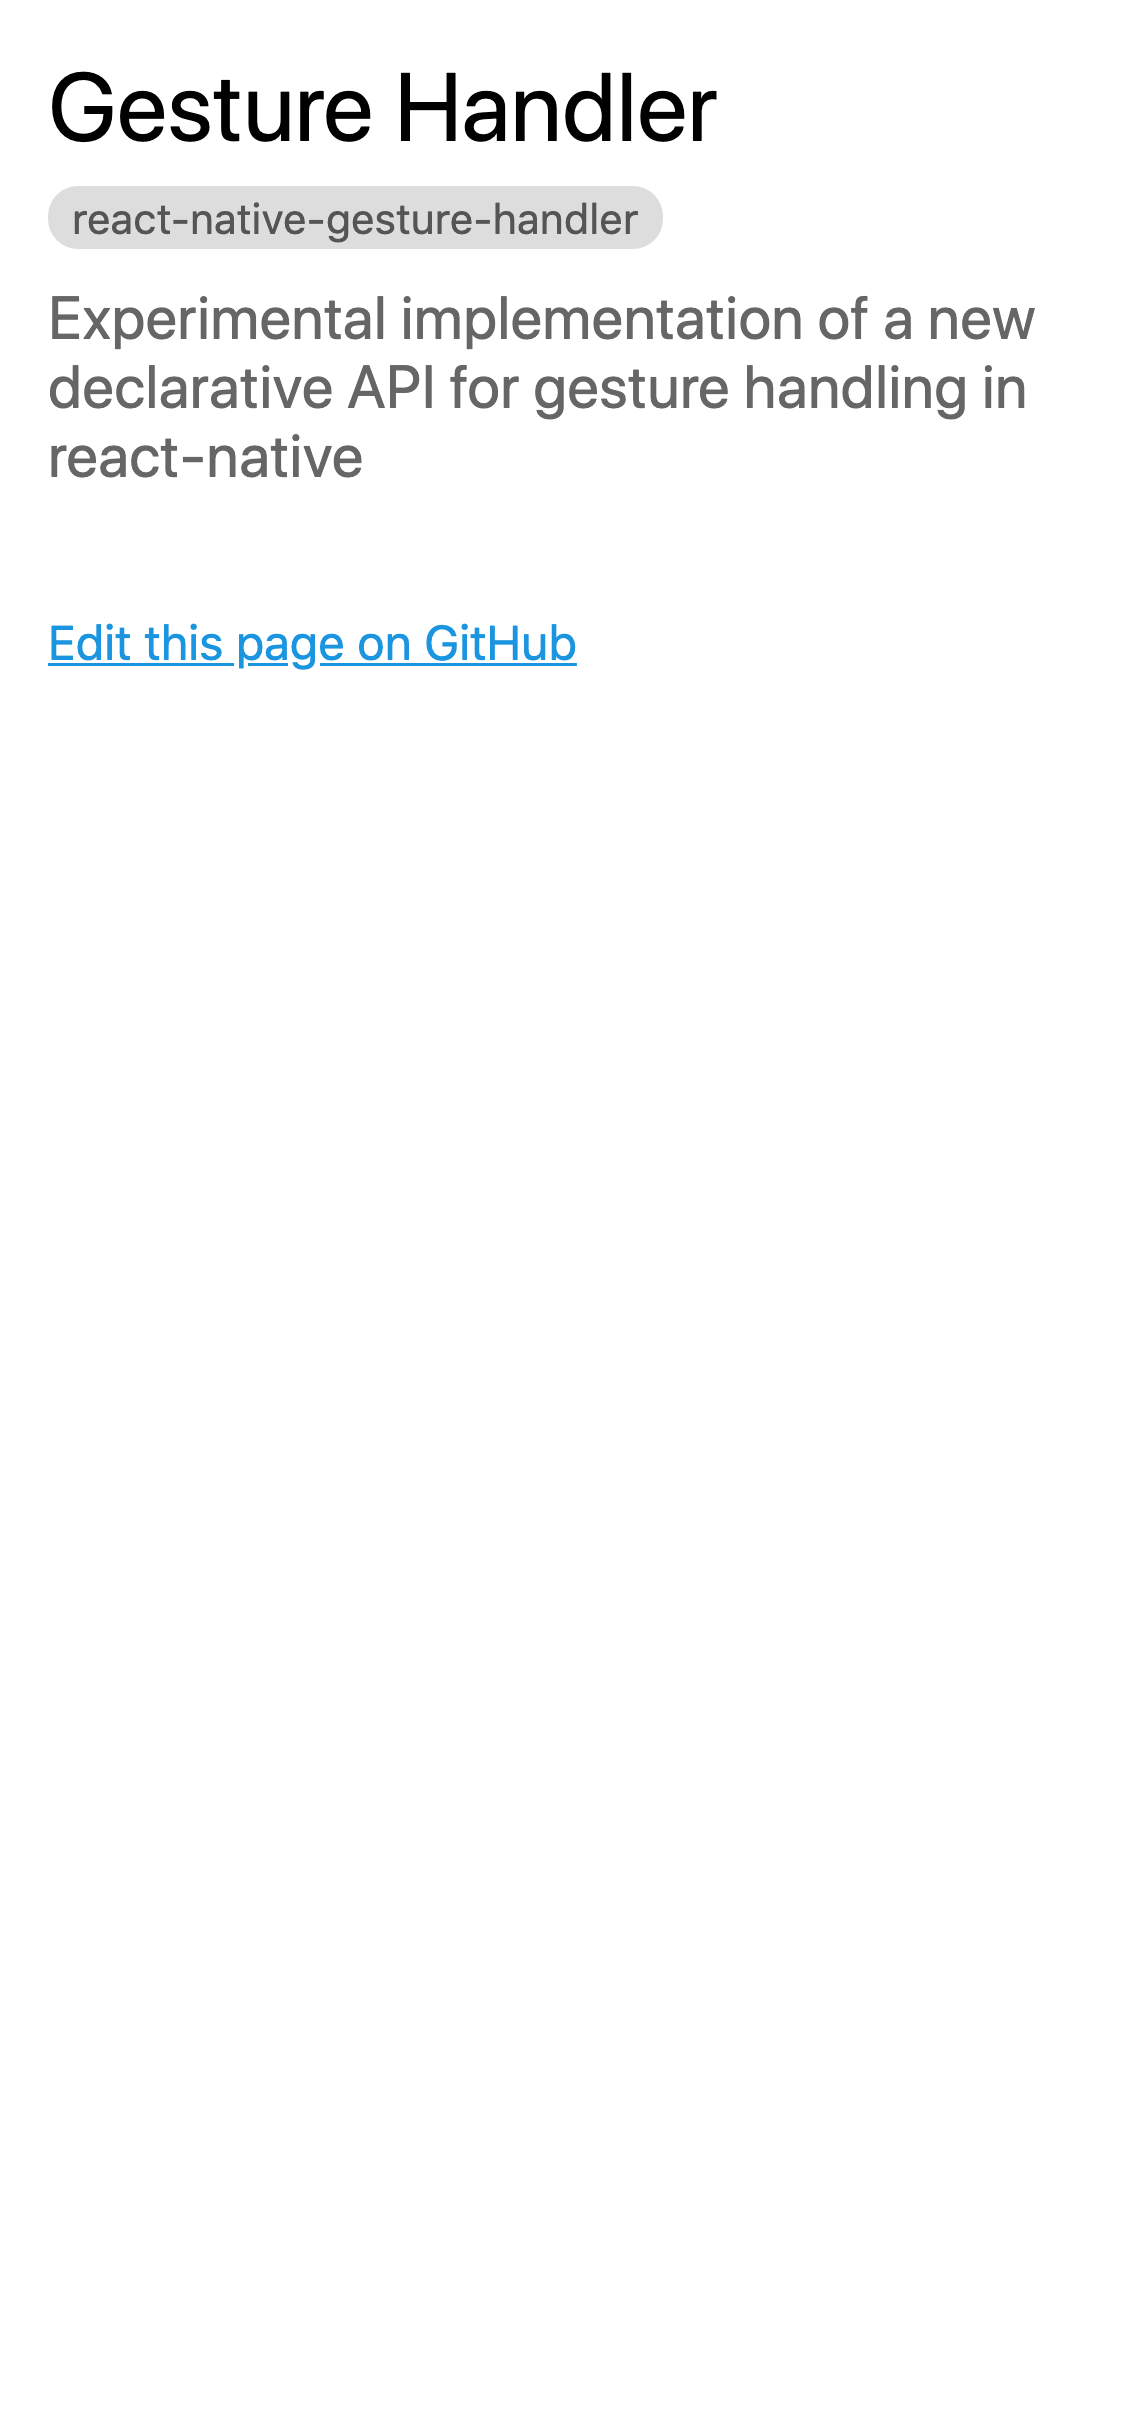 Gesture Handler
react-native-gesture-handler
Experimental implementation of a new
declarative API for gesture handling in
react-native
Edit this page on GitHub